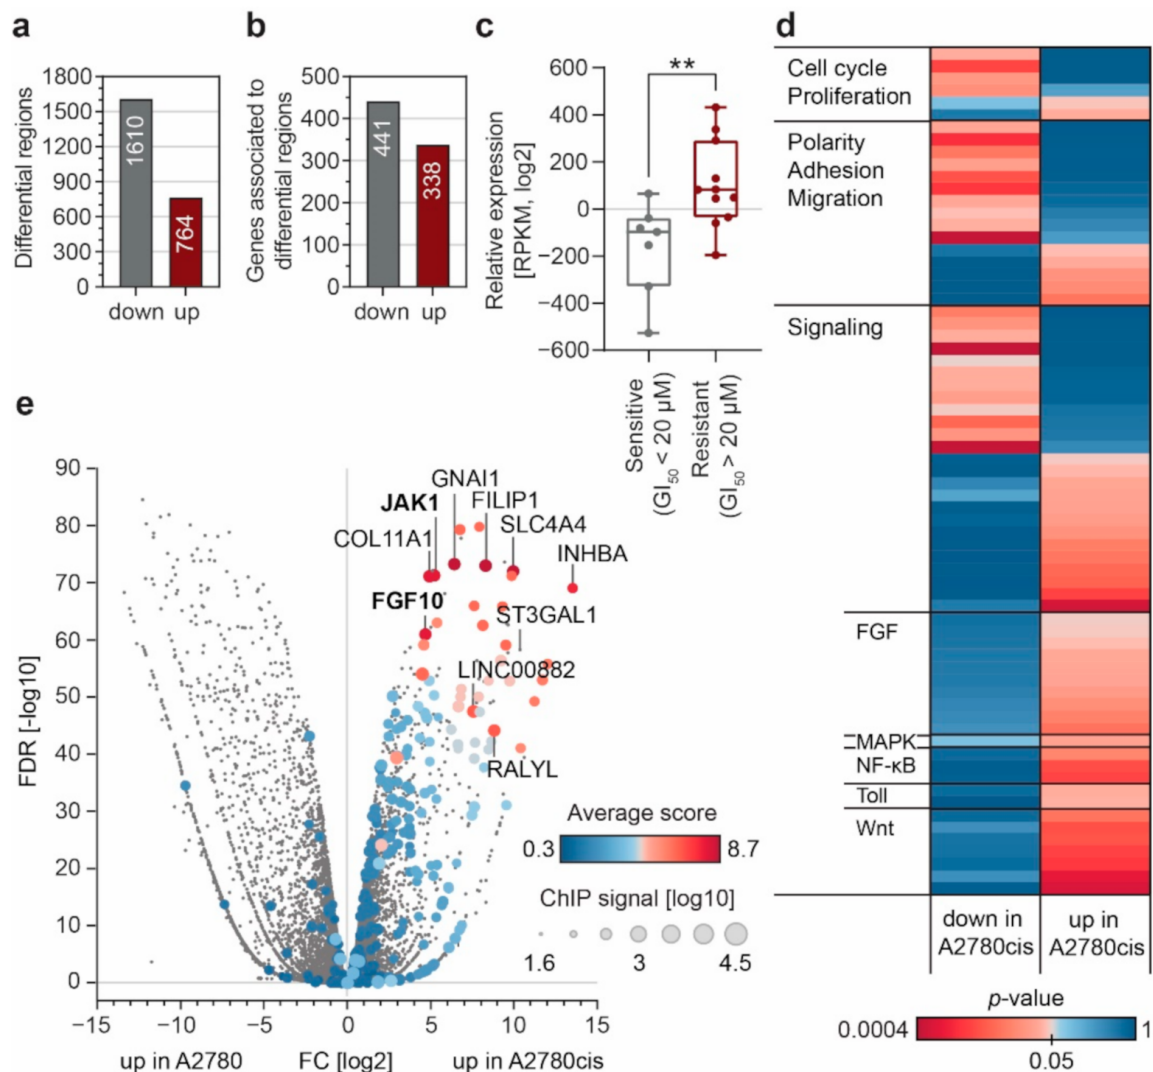 a
Differential regions
1800
1500
1200
900
600
300
0
1610
764
down up
b
Genes associated to
differential regions
500
400
300
200
100
0
441
338
down up
c
Relative expression
[RPKM, log2]
600
400
200
0
−200
−400
−600
**
Sensitive
(GI50 < 20 µM)
Resistant
(GI50 > 20 µM)
d
Cell cycle
Proliferation
Polarity
Adhesion
Migration
Signaling
FGF
MAPK
NF-κB
Toll
Wnt
down in
A2780cis
up in
A2780cis
p-value
0.0004
1
0.05
e
FDR [-log10]
90
80
70
60
50
40
30
20
10
0
GNAI1
JAK1
FILIP1
COL11A1
SLC4A4
INHBA
FGF10
ST3GAL1
LINC00882
RALYL
Average score
0.3
8.7
ChIP signal [log10]
1.6
3
4.5
−15
−10
−5
0
5
10
15
up in A2780
FC [log2]
up in A2780cis